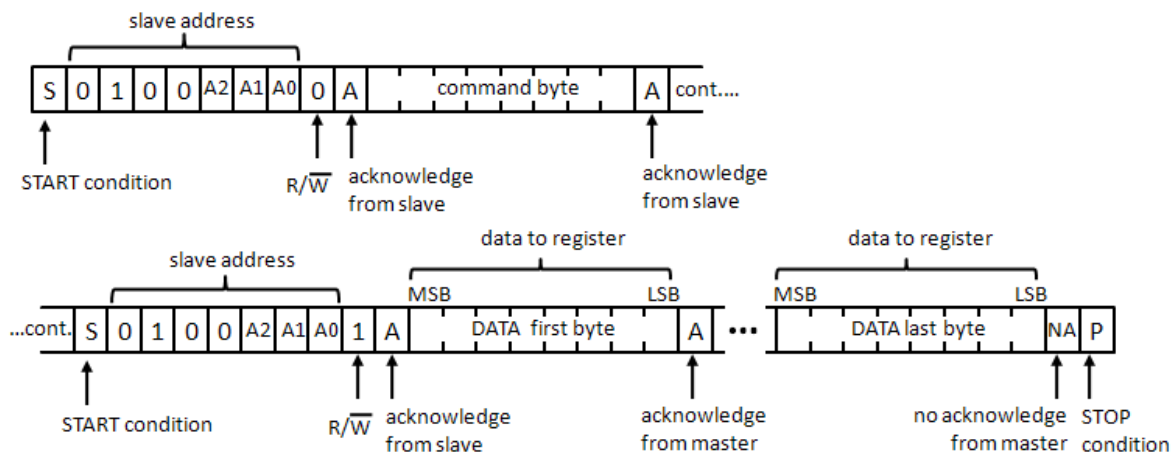 slave address
S 0 1 0 0 A2 A1 A0 0 A command byte A cont....
START condition
R/W̅
acknowledge
from slave
acknowledge
from slave
data to register
data to register
slave address
MSB LSB MSB LSB
...cont. S 0 1 0 0 A2 A1 A0 1 A DATA first byte A ••• DATA last byte NA P
START condition
R/W̅
acknowledge
from slave
acknowledge
from master
no acknowledge
from master
STOP
condition